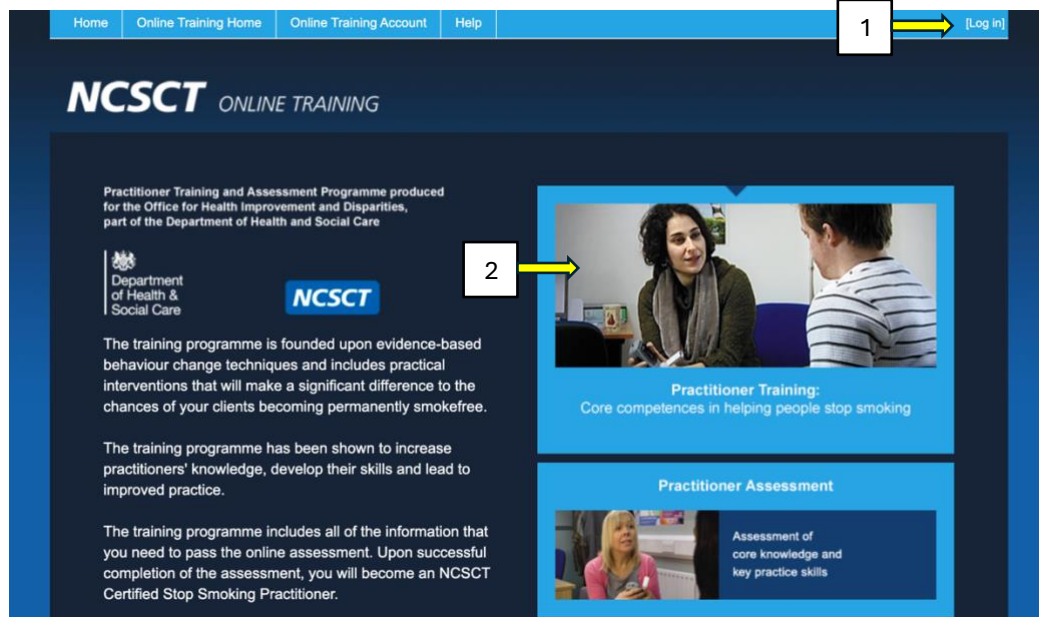 Home Online Training Home Online Training Account Help [Log in]
1
NCSCT ONLINE TRAINING
Practitioner Training and Assessment Programme produced
for the Office for Health Improvement and Disparities,
part of the Department of Health and Social Care
Department
of Health &
Social Care
NCSCT
The training programme is founded upon evidence-based
behaviour change techniques and includes practical
interventions that will make a significant difference to the
chances of your clients becoming permanently smokefree.
The training programme has been shown to increase
practitioners' knowledge, develop their skills and lead to
improved practice.
The training programme includes all of the information that
you need to pass the online assessment. Upon successful
completion of the assessment, you will become an NCSCT
Certified Stop Smoking Practitioner.
2
Practitioner Training:
Core competences in helping people stop smoking
Practitioner Assessment
Assessment of
core knowledge and
key practice skills